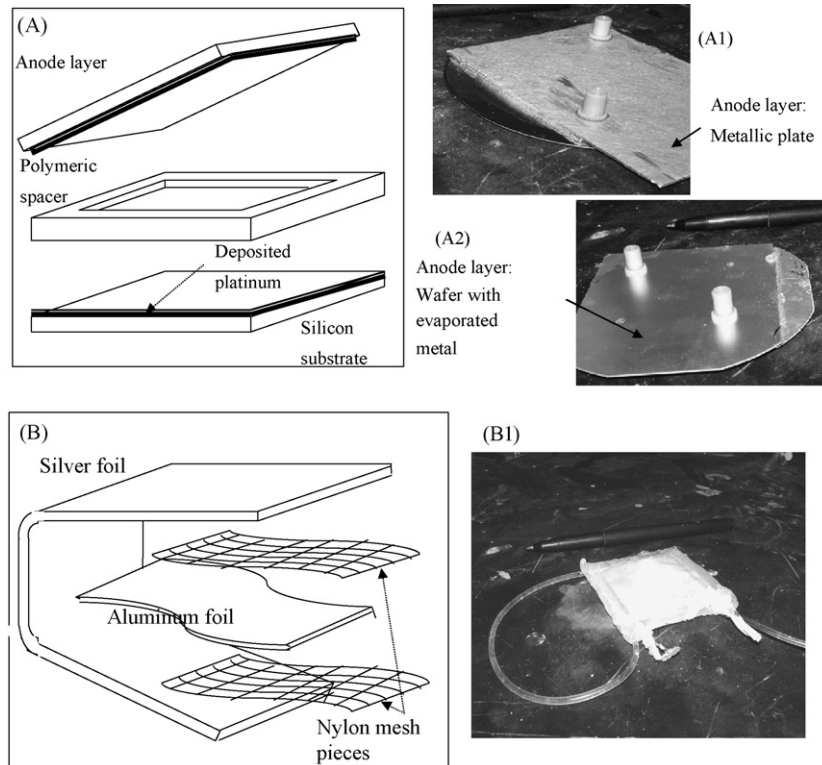 (A)
Anode layer
Polymeric
spacer
Deposited
platinum
Silicon
substrate
(A1)
Anode layer:
Metallic plate
(A2)
Anode layer:
Wafer with
evaporated
metal
(B)
Silver foil
Aluminum foil
Nylon mesh
pieces
(B1)